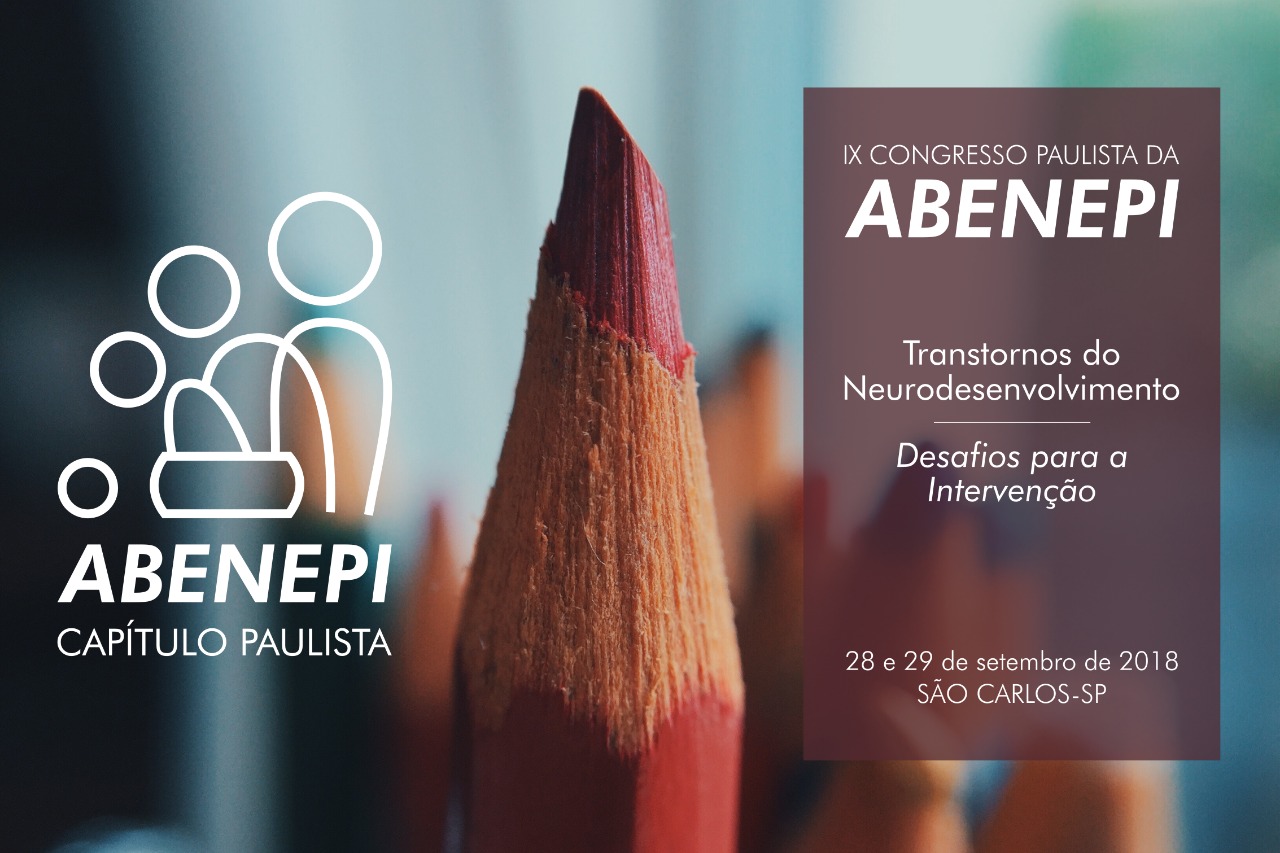 ABENEPI
CAPÍTULO PAULISTA
IX CONGRESSO PAULISTA DA
ABENEPI
Transtornos do
Neurodesenvolvimento
Desafios para a
Intervenção
28 e 29 de setembro de 2018
SÃO CARLOS-SP